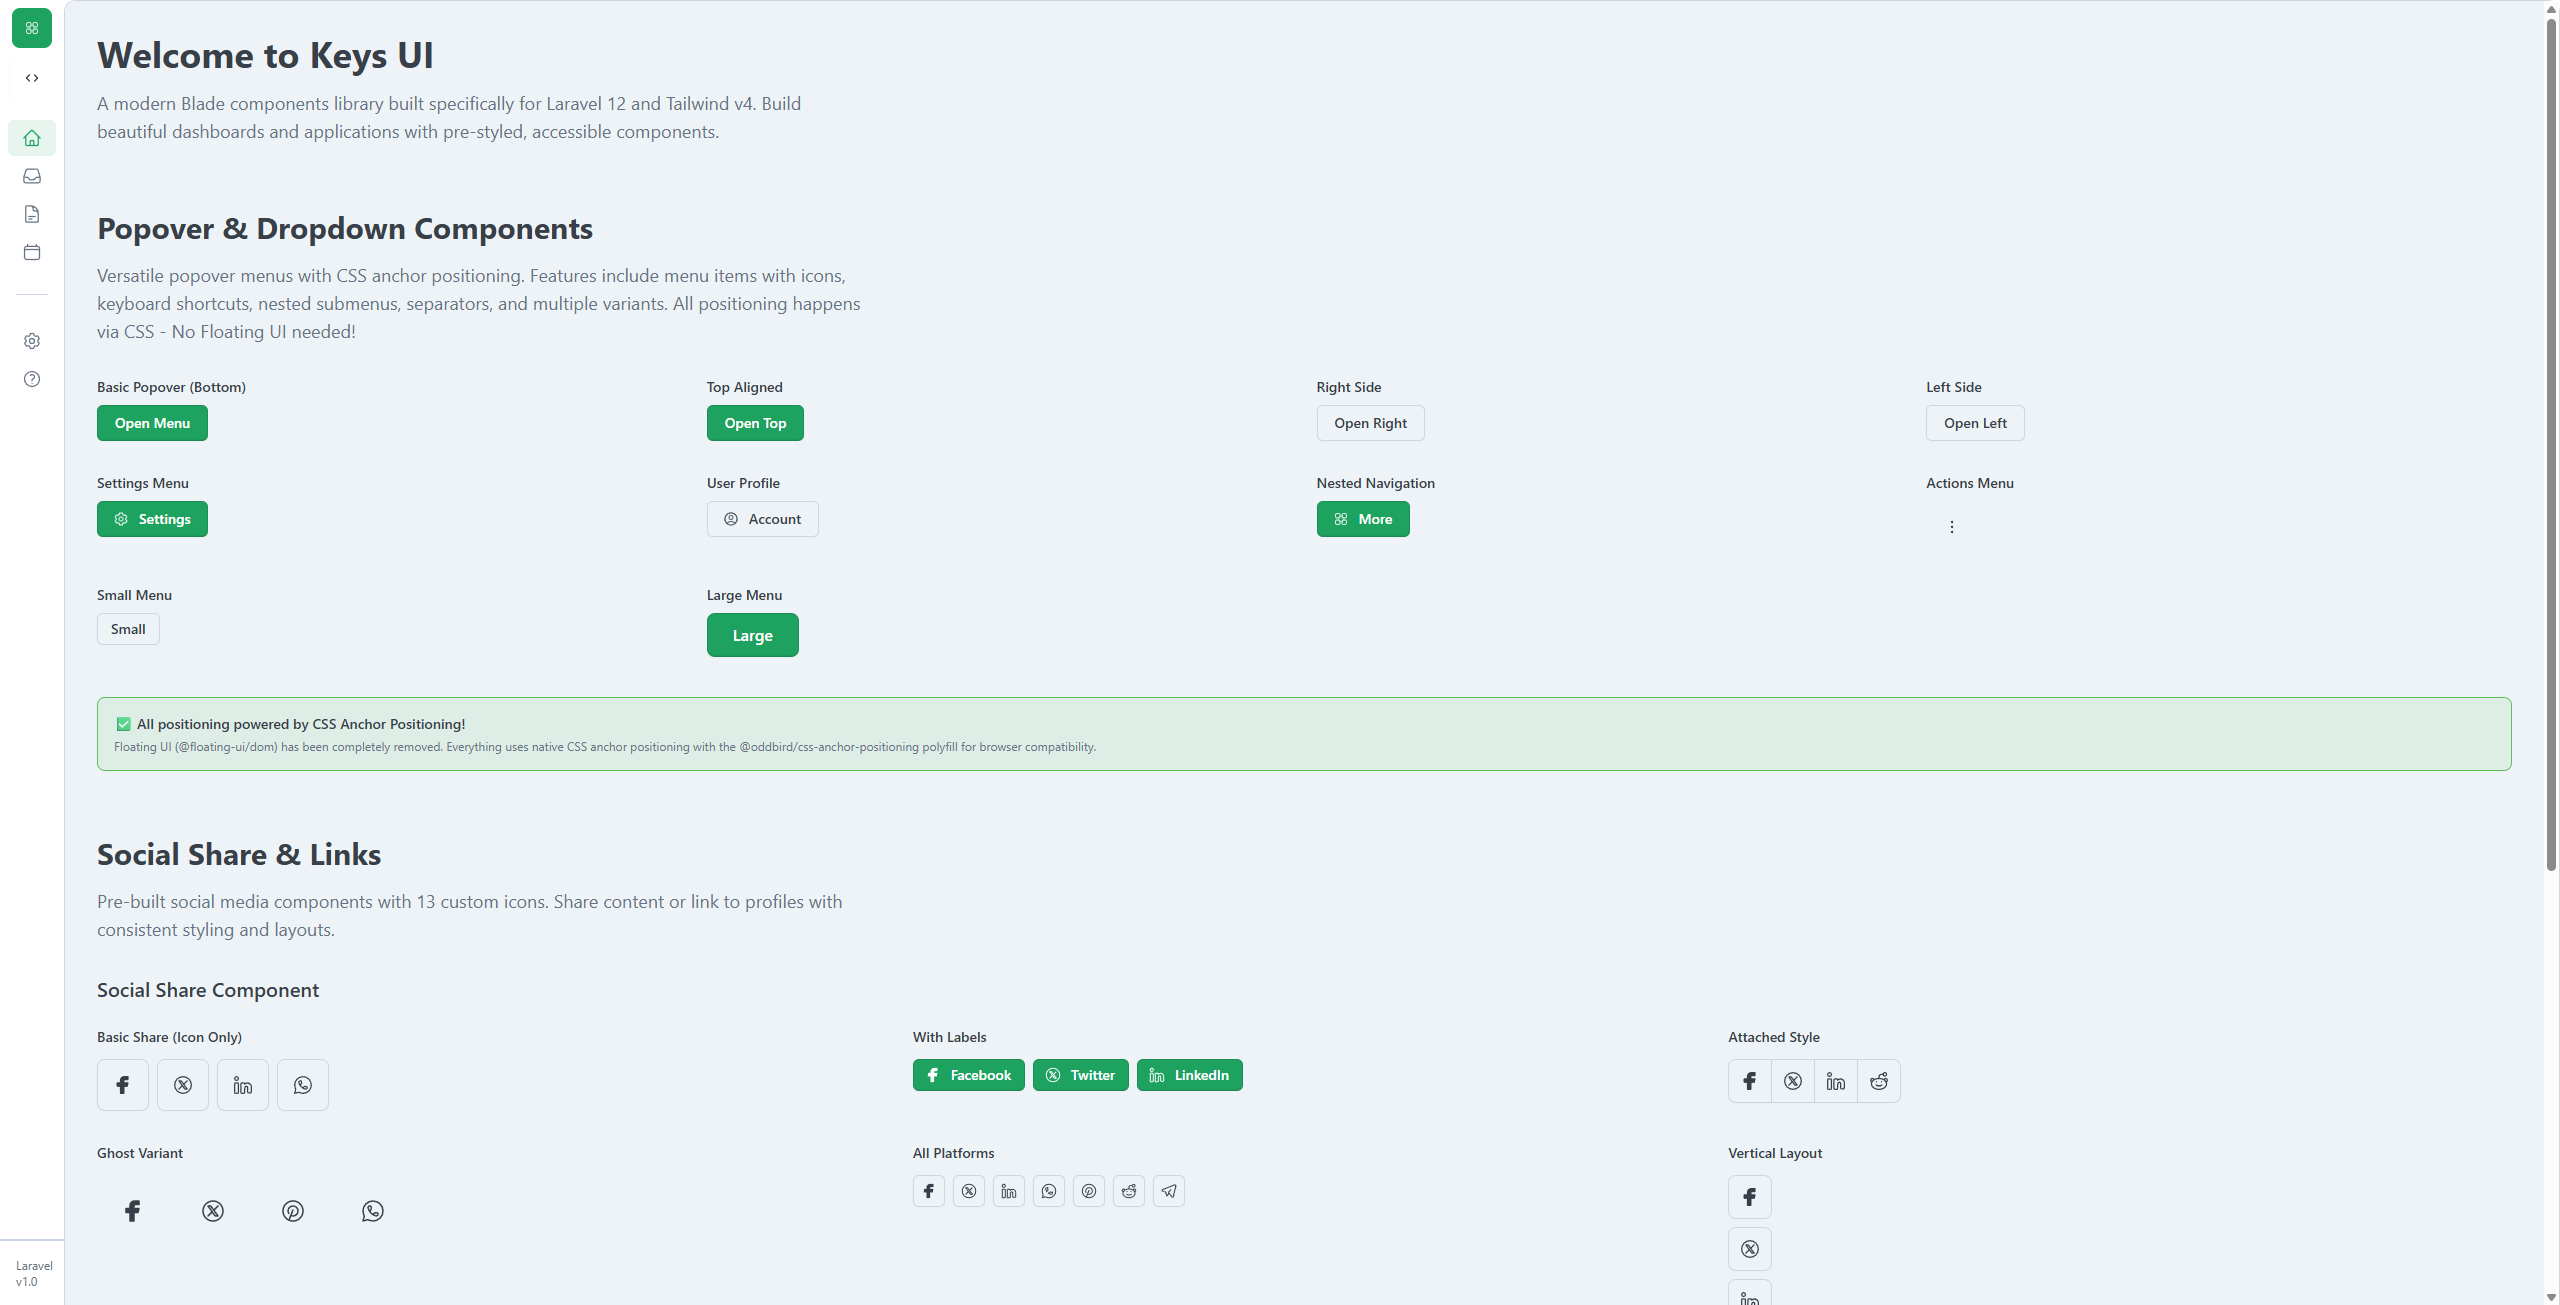 Welcome to Keys UI
A modern Blade components library built specifically for Laravel 12 and Tailwind v4. Build
beautiful dashboards and applications with pre-styled, accessible components.
Popover & Dropdown Components
Versatile popover menus with CSS anchor positioning. Features include menu items with icons,
keyboard shortcuts, nested submenus, separators, and multiple variants. All positioning happens
via CSS - No Floating UI needed!
Basic Popover (Bottom)
Open Menu
Top Aligned
Open Top
Right Side
Open Right
Left Side
Open Left
Settings Menu
Settings
User Profile
Account
Nested Navigation
More
Actions Menu
Small Menu
Small
Large Menu
Large
✅ All positioning powered by CSS Anchor Positioning!
Floating UI (@floating-ui/dom) has been completely removed. Everything uses native CSS anchor positioning with the @oddbird/css-anchor-positioning polyfill for browser compatibility.
Social Share & Links
Pre-built social media components with 13 custom icons. Share content or link to profiles with
consistent styling and layouts.
Social Share Component
Basic Share (Icon Only)
With Labels
Facebook
Twitter
LinkedIn
Attached Style
Ghost Variant
All Platforms
Vertical Layout
Laravel
v1.0